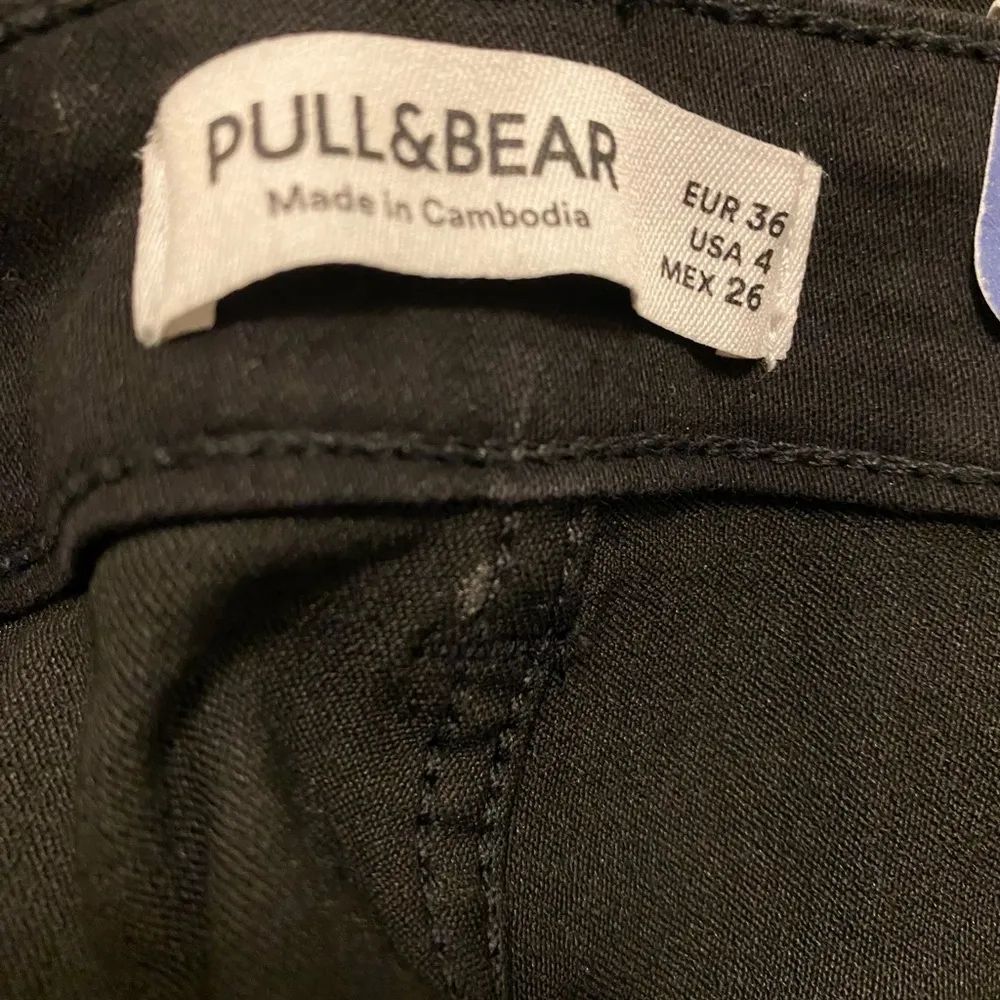 PULL&BEAR
Made in Cambodia
EUR 36
USA 4
MEX 26